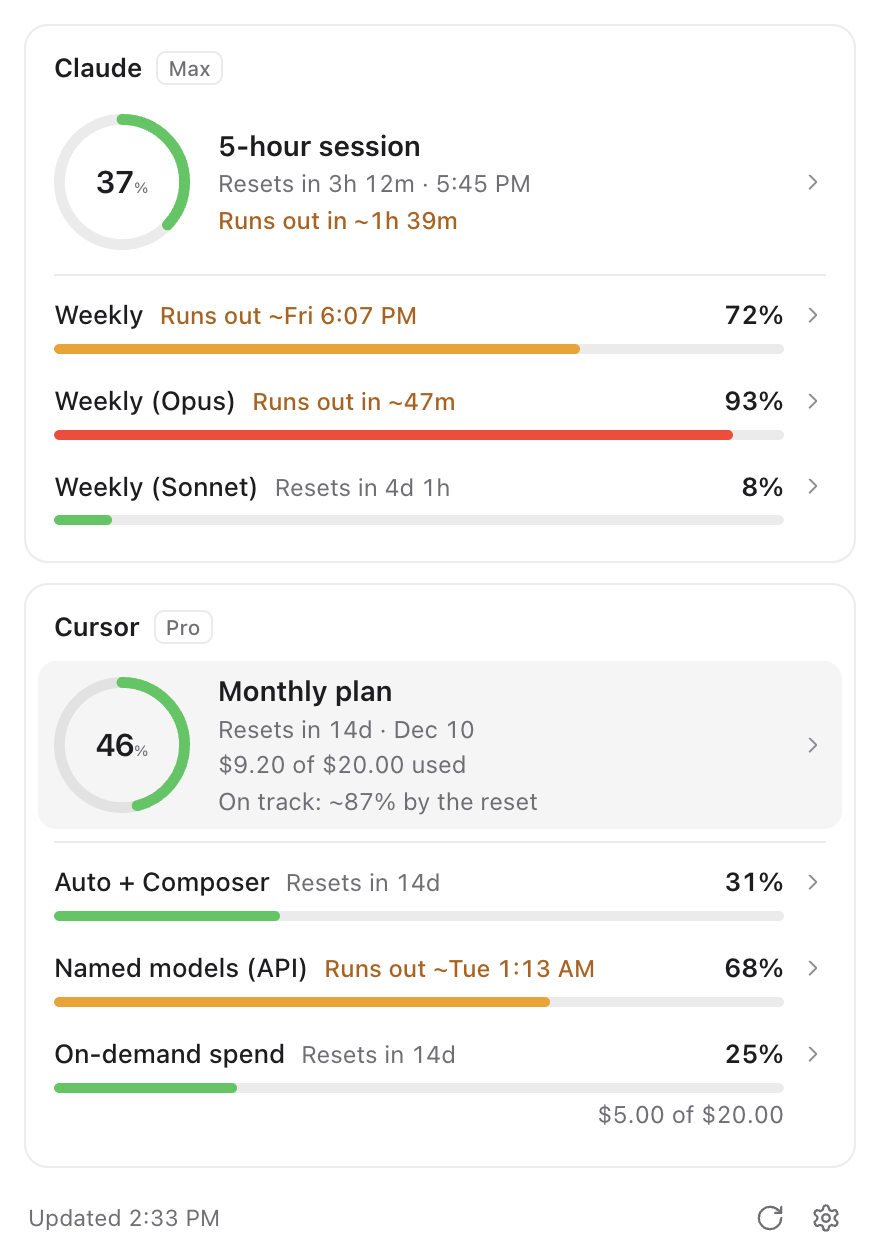 Claude Max
37%
5-hour session
Resets in 3h 12m · 5:45 PM
Runs out in ~1h 39m
Weekly Runs out ~Fri 6:07 PM 72%
Weekly (Opus) Runs out in ~47m 93%
Weekly (Sonnet) Resets in 4d 1h 8%
Cursor Pro
46%
Monthly plan
Resets in 14d · Dec 10
$9.20 of $20.00 used
On track: ~87% by the reset
Auto + Composer Resets in 14d 31%
Named models (API) Runs out ~Tue 1:13 AM 68%
On-demand spend Resets in 14d 25%
$5.00 of $20.00
Updated 2:33 PM